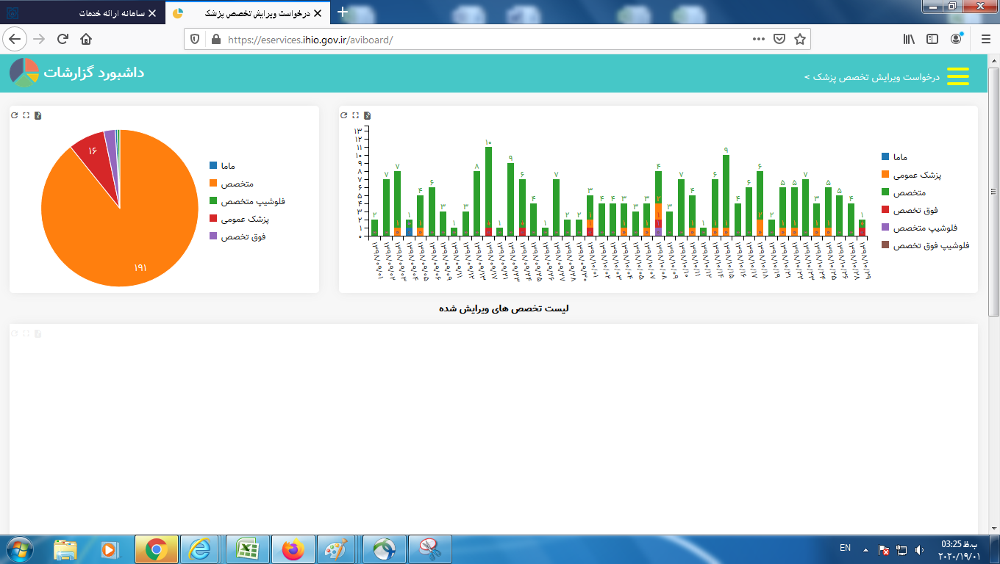 سامانه ارائه خدمات
درخواست ویرایش تخصص پزشک
https://eservices.ihio.gov.ir/aviboard/
داشبورد گزارشات
درخواست ویرایش تخصص پزشک >
۱۶
۱۹۱
ماما
متخصص
فلوشیپ متخصص
پزشک عمومی
فوق تخصص
۱۳
۱۲
۱۱
۱۰
۹
۸
۷
۶
۵
۴
۳
۲
۱
۰
۲ ۷ ۷ ۱ ۴ ۶ ۳ ۱ ۳ ۸ ۱۰ ۱ ۹ ۶ ۴ ۱ ۷ ۲ ۲ ۳ ۴ ۴ ۳ ۳ ۳ ۴ ۳ ۷ ۴ ۱ ۶ ۹ ۴ ۶ ۶ ۲ ۵ ۵ ۷ ۳ ۵ ۵ ۴ ۱
ماما
پزشک عمومی
متخصص
فوق تخصص
فلوشیپ متخصص
فلوشیپ فوق تخصص
لیست تخصص های ویرایش شده
EN
ب.ظ 03:25
۲۰۲۰/۱۹/۰۱